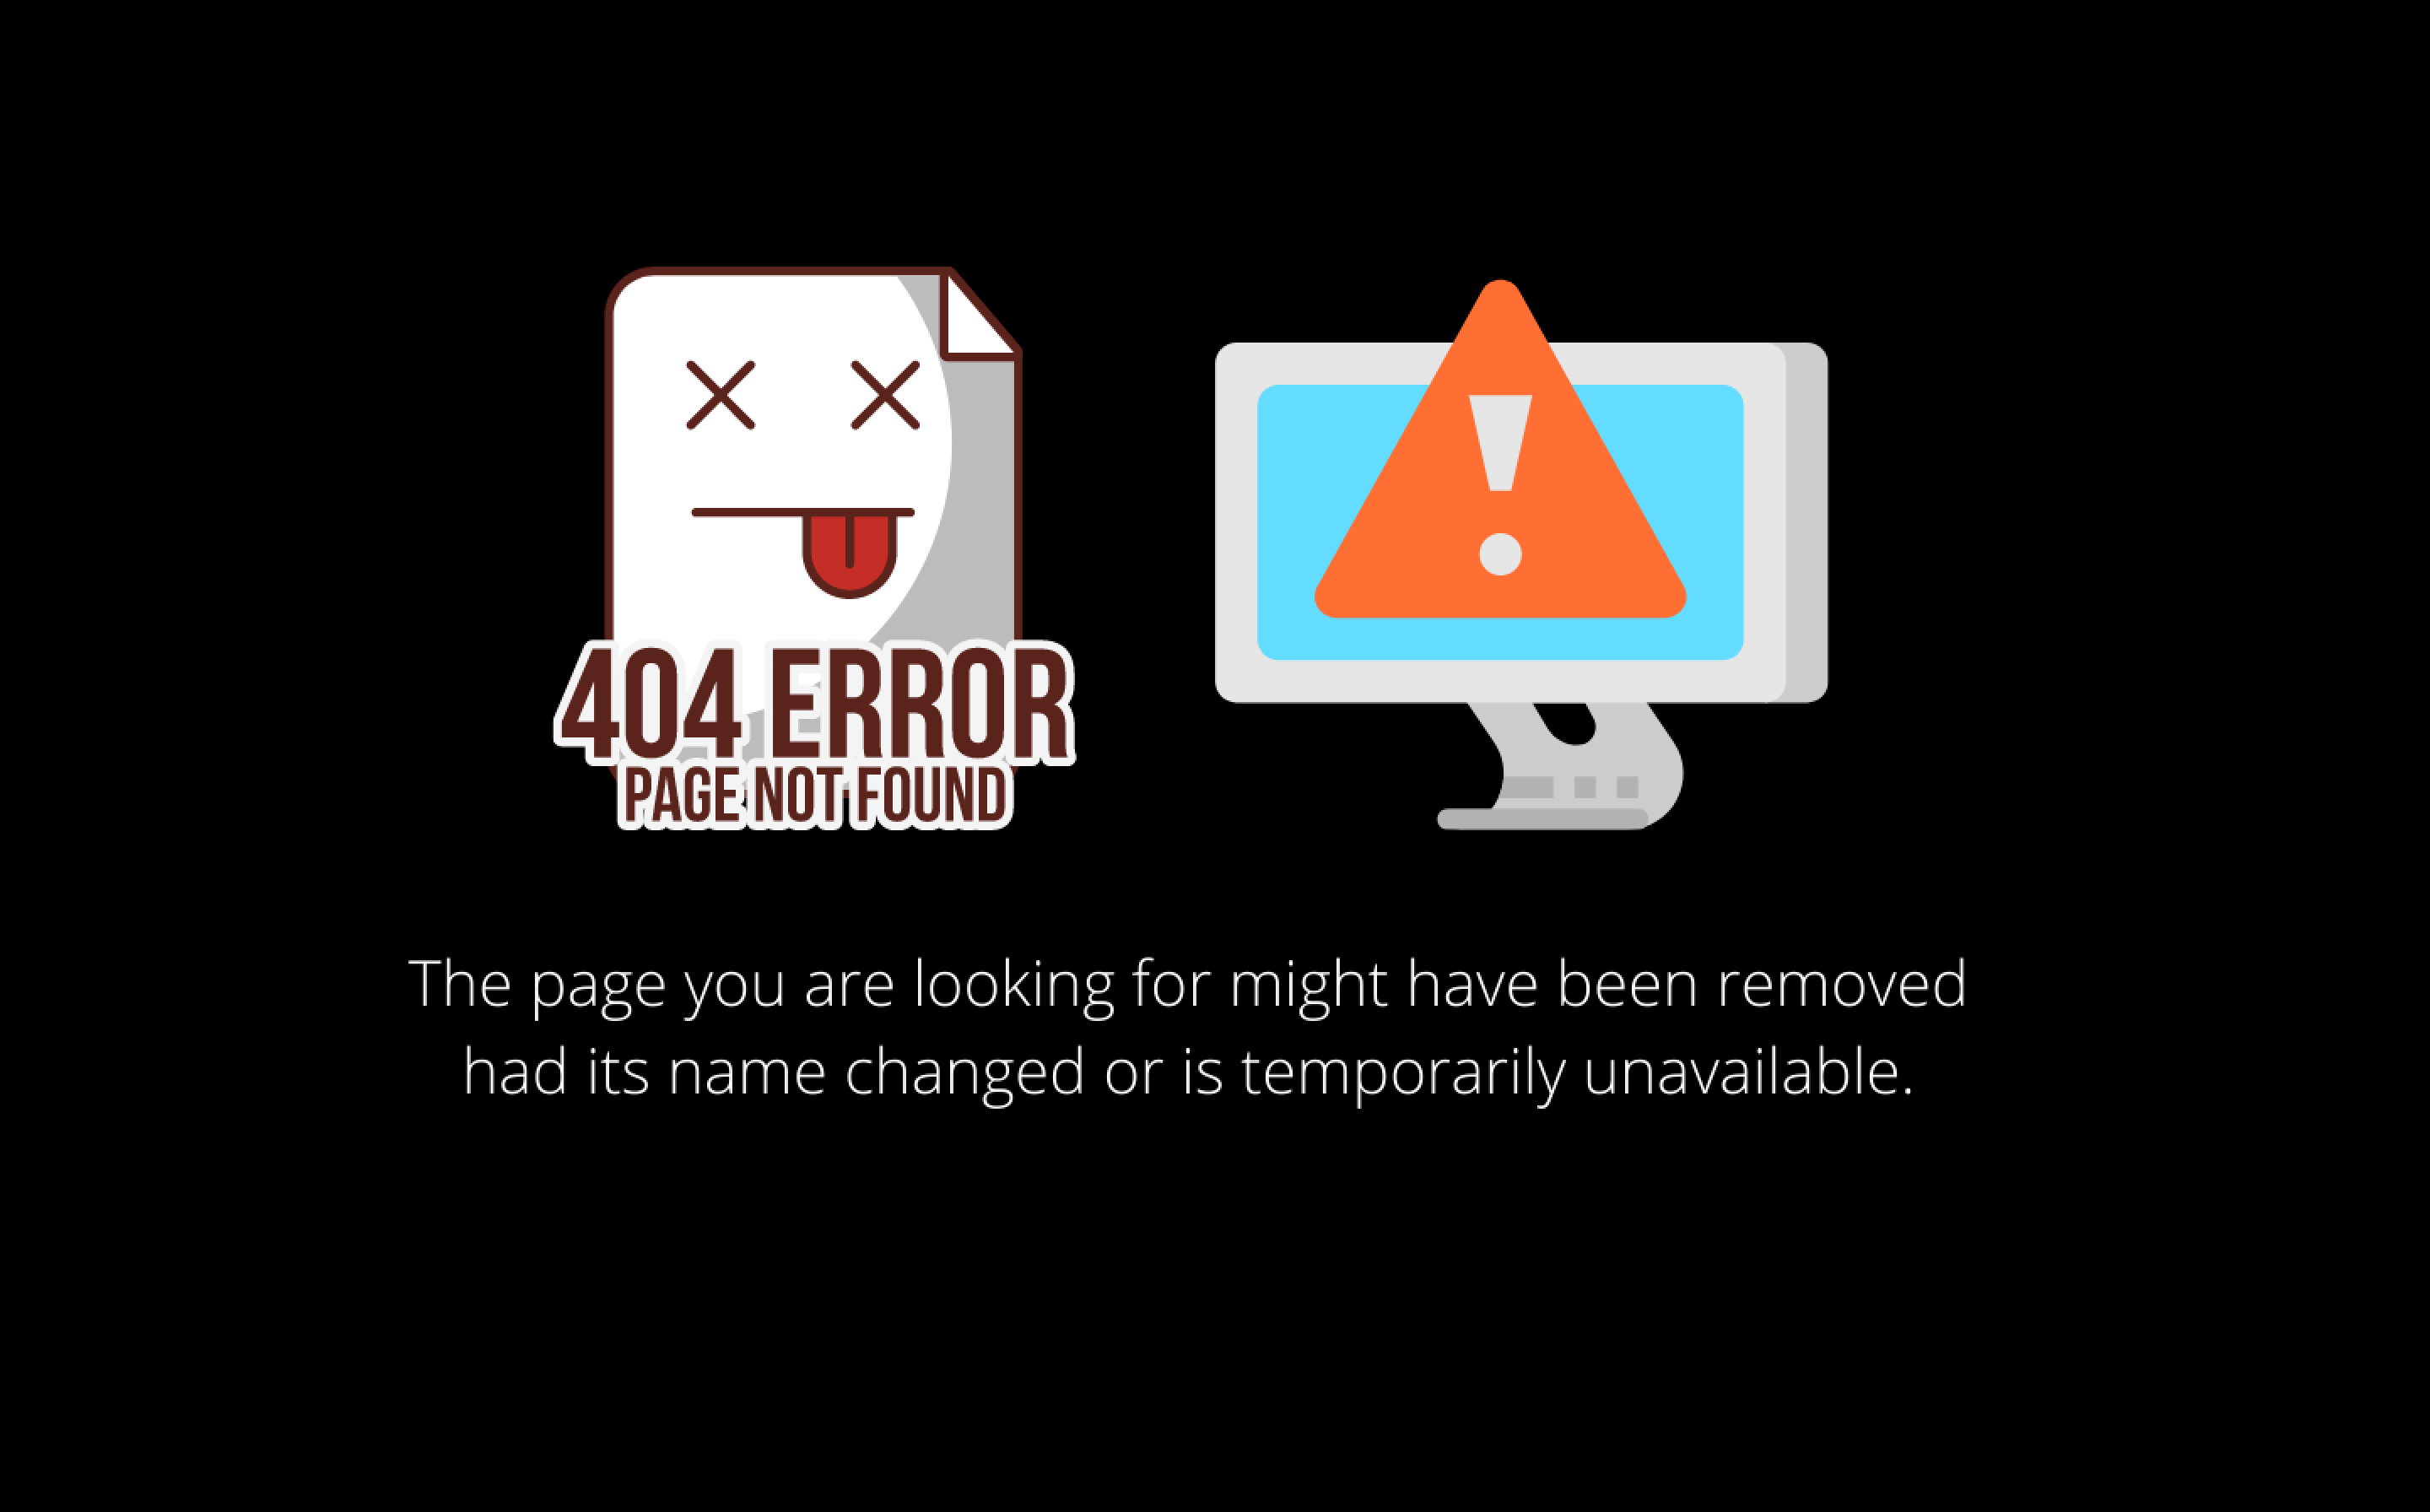 404 ERROR
PAGE NOT FOUND
The page you are looking for might have been removed
had its name changed or is temporarily unavailable.